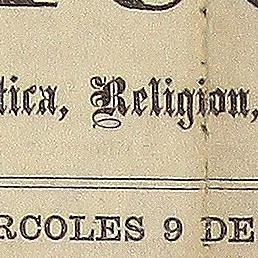 tica, Religion,
RCOLES 9 DE